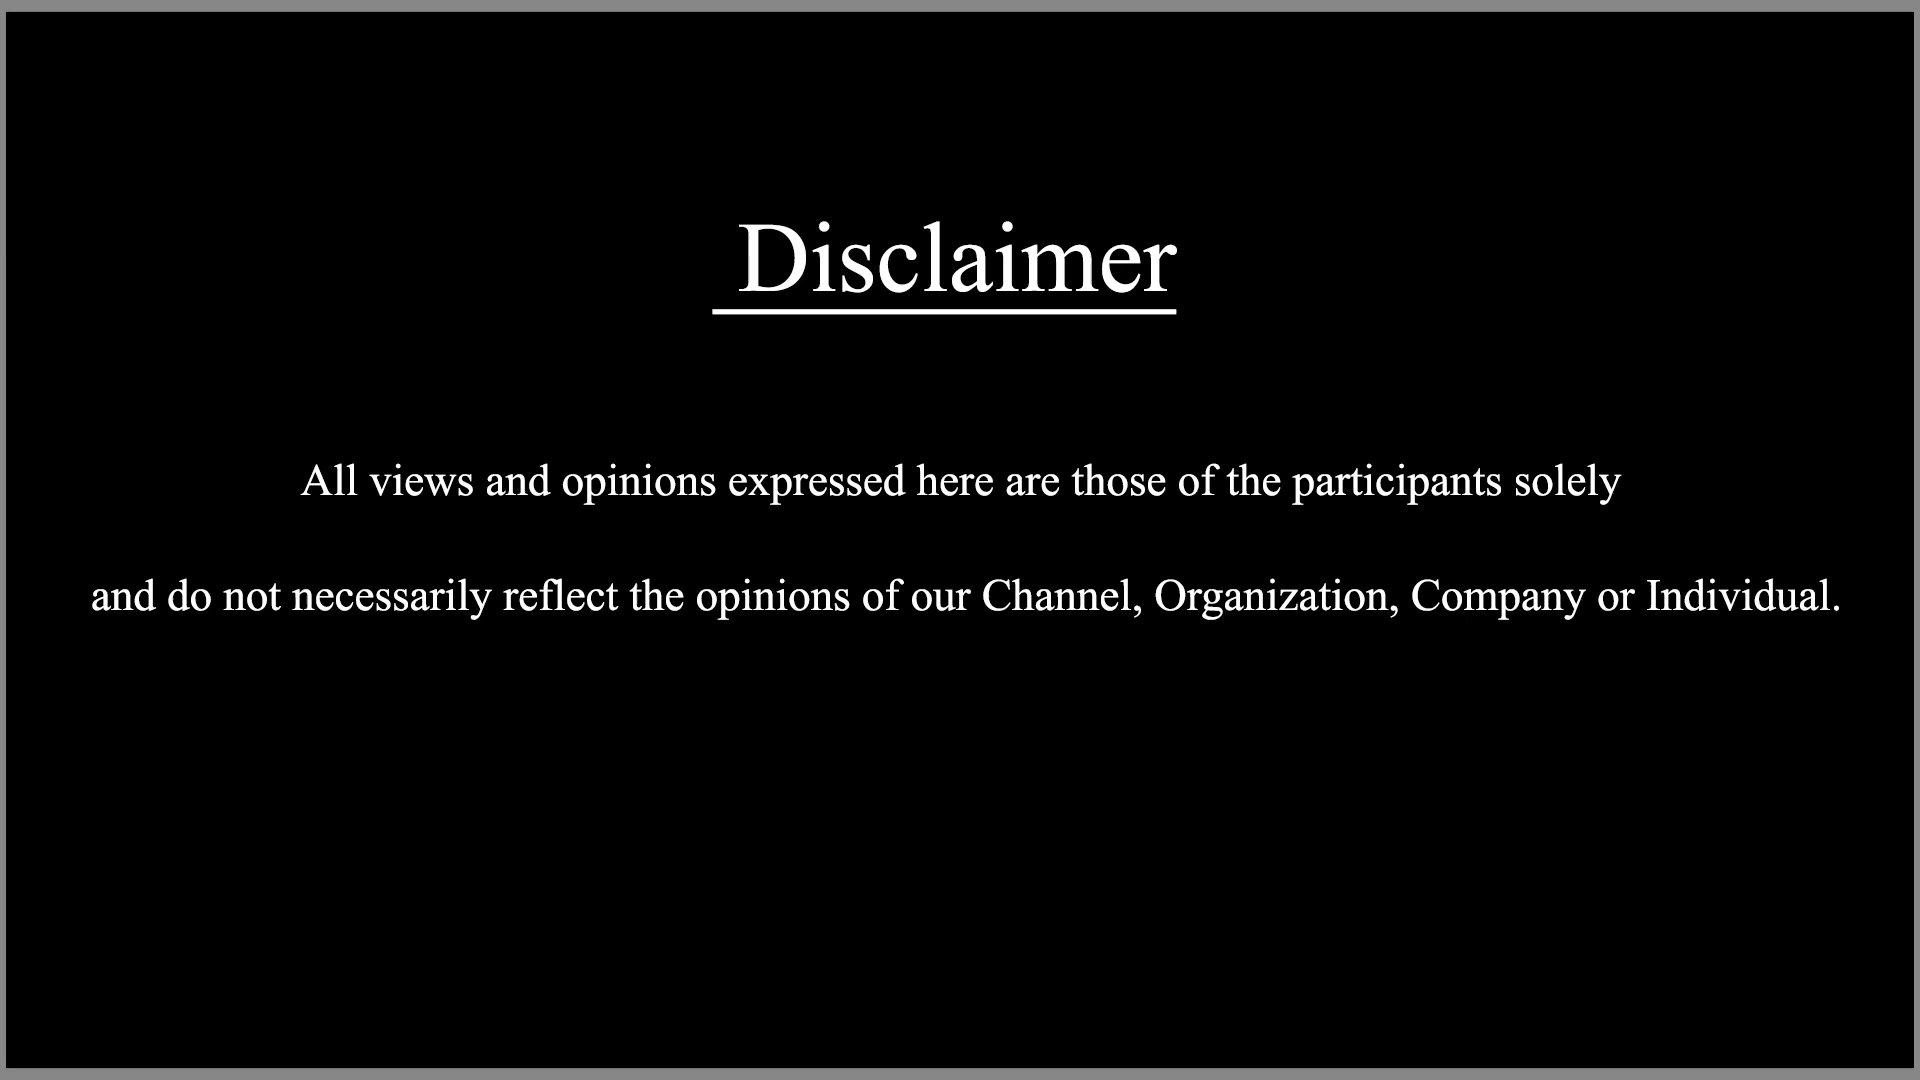 Disclaimer
All views and opinions expressed here are those of the participants solely
and do not necessarily reflect the opinions of our Channel, Organization, Company or Individual.